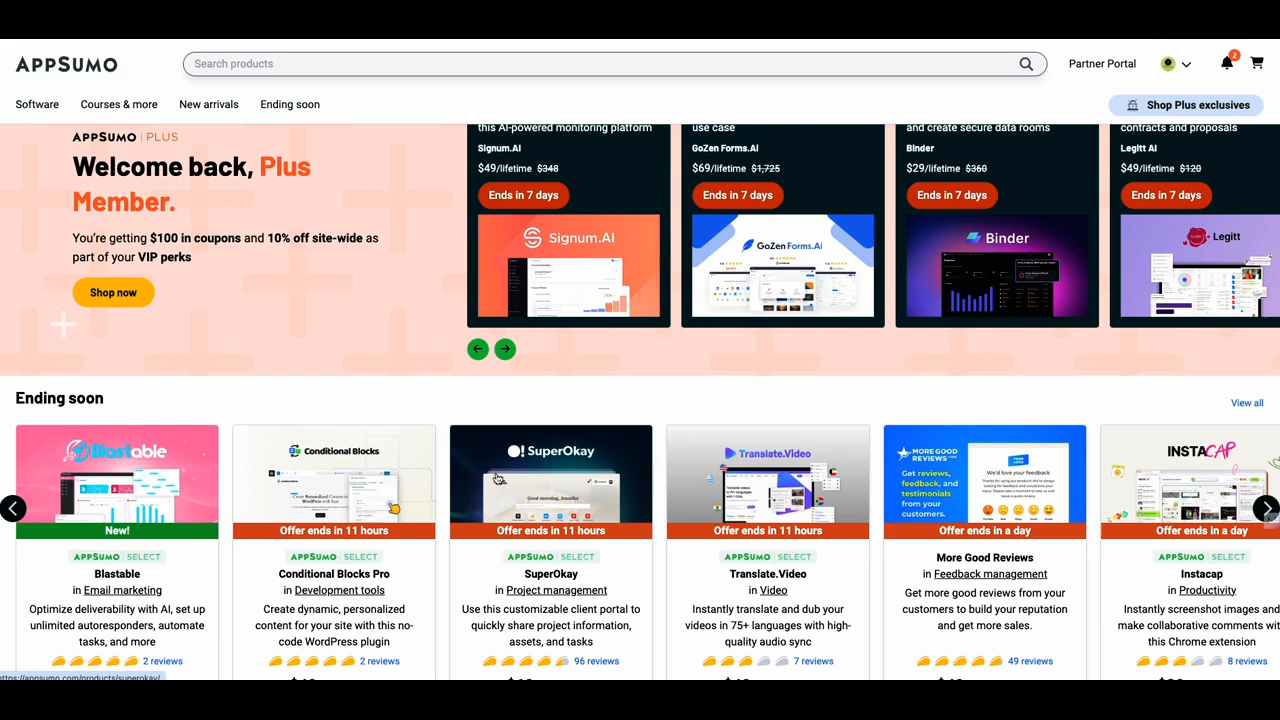 APPSUMO
Search products
Partner Portal
2
Software
Courses & more
New arrivals
Ending soon
Shop Plus exclusives
APPSUMO | PLUS
Welcome back, Plus
Member.
You're getting $100 in coupons and 10% off site-wide as
part of your VIP perks
Shop now
this AI-powered monitoring platform
Signum.AI
$49/lifetime $348
Ends in 7 days
Signum.AI
use case
GoZen Forms.Ai
$69/lifetime $1,725
Ends in 7 days
GoZen Forms.Ai
and create secure data rooms
Binder
$29/lifetime $360
Ends in 7 days
Binder
contracts and proposals
Legitt AI
$49/lifetime $120
Ends in 7 days
Legitt
Ending soon
View all
Blastable
New!
APPSUMO | SELECT
Blastable
in Email marketing
Optimize deliverability with AI, set up
unlimited autoresponders, automate
tasks, and more
2 reviews
Conditional Blocks
Offer ends in 11 hours
APPSUMO | SELECT
Conditional Blocks Pro
in Development tools
Create dynamic, personalized
content for your site with this no-
code WordPress plugin
2 reviews
SuperOkay
Good morning, Jennifer
Offer ends in 11 hours
APPSUMO | SELECT
SuperOkay
in Project management
Use this customizable client portal to
quickly share project information,
assets, and tasks
96 reviews
Translate.Video
Offer ends in 11 hours
APPSUMO | SELECT
Translate.Video
in Video
Instantly translate and dub your
videos in 75+ languages with high-
quality audio sync
7 reviews
MORE GOOD
REVIEWS.com
Get reviews,
feedback, and
testimonials
from your
customers.
We'd love your feedback
Offer ends in a day
More Good Reviews
in Feedback management
Get more good reviews from your
customers to build your reputation
and get more sales.
49 reviews
INSTACAP
Offer ends in a day
APPSUMO | SELECT
Instacap
in Productivity
Instantly screenshot images and
make collaborative comments with
this Chrome extension
8 reviews
https://appsumo.com/products/superokay/